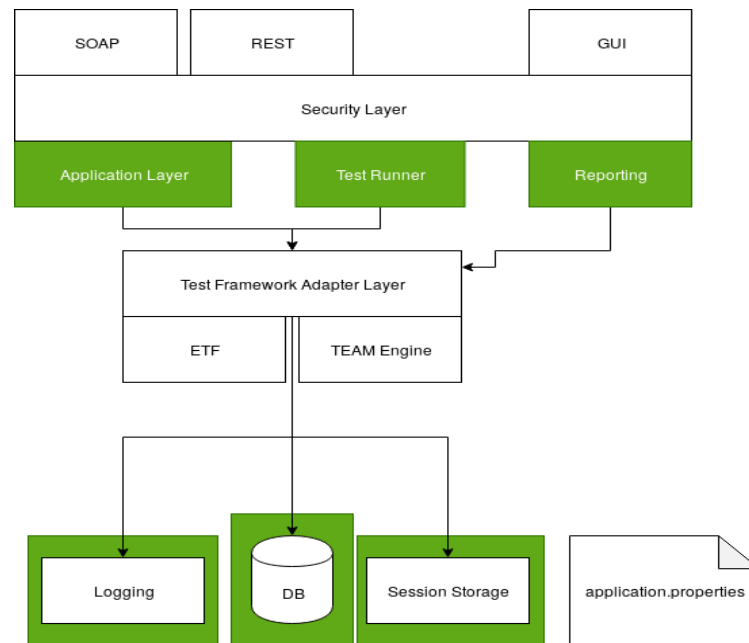 SOAP
REST
GUI
Security Layer
Application Layer
Test Runner
Reporting
Test Framework Adapter Layer
ETF
TEAM Engine
Logging
DB
Session Storage
application.properties